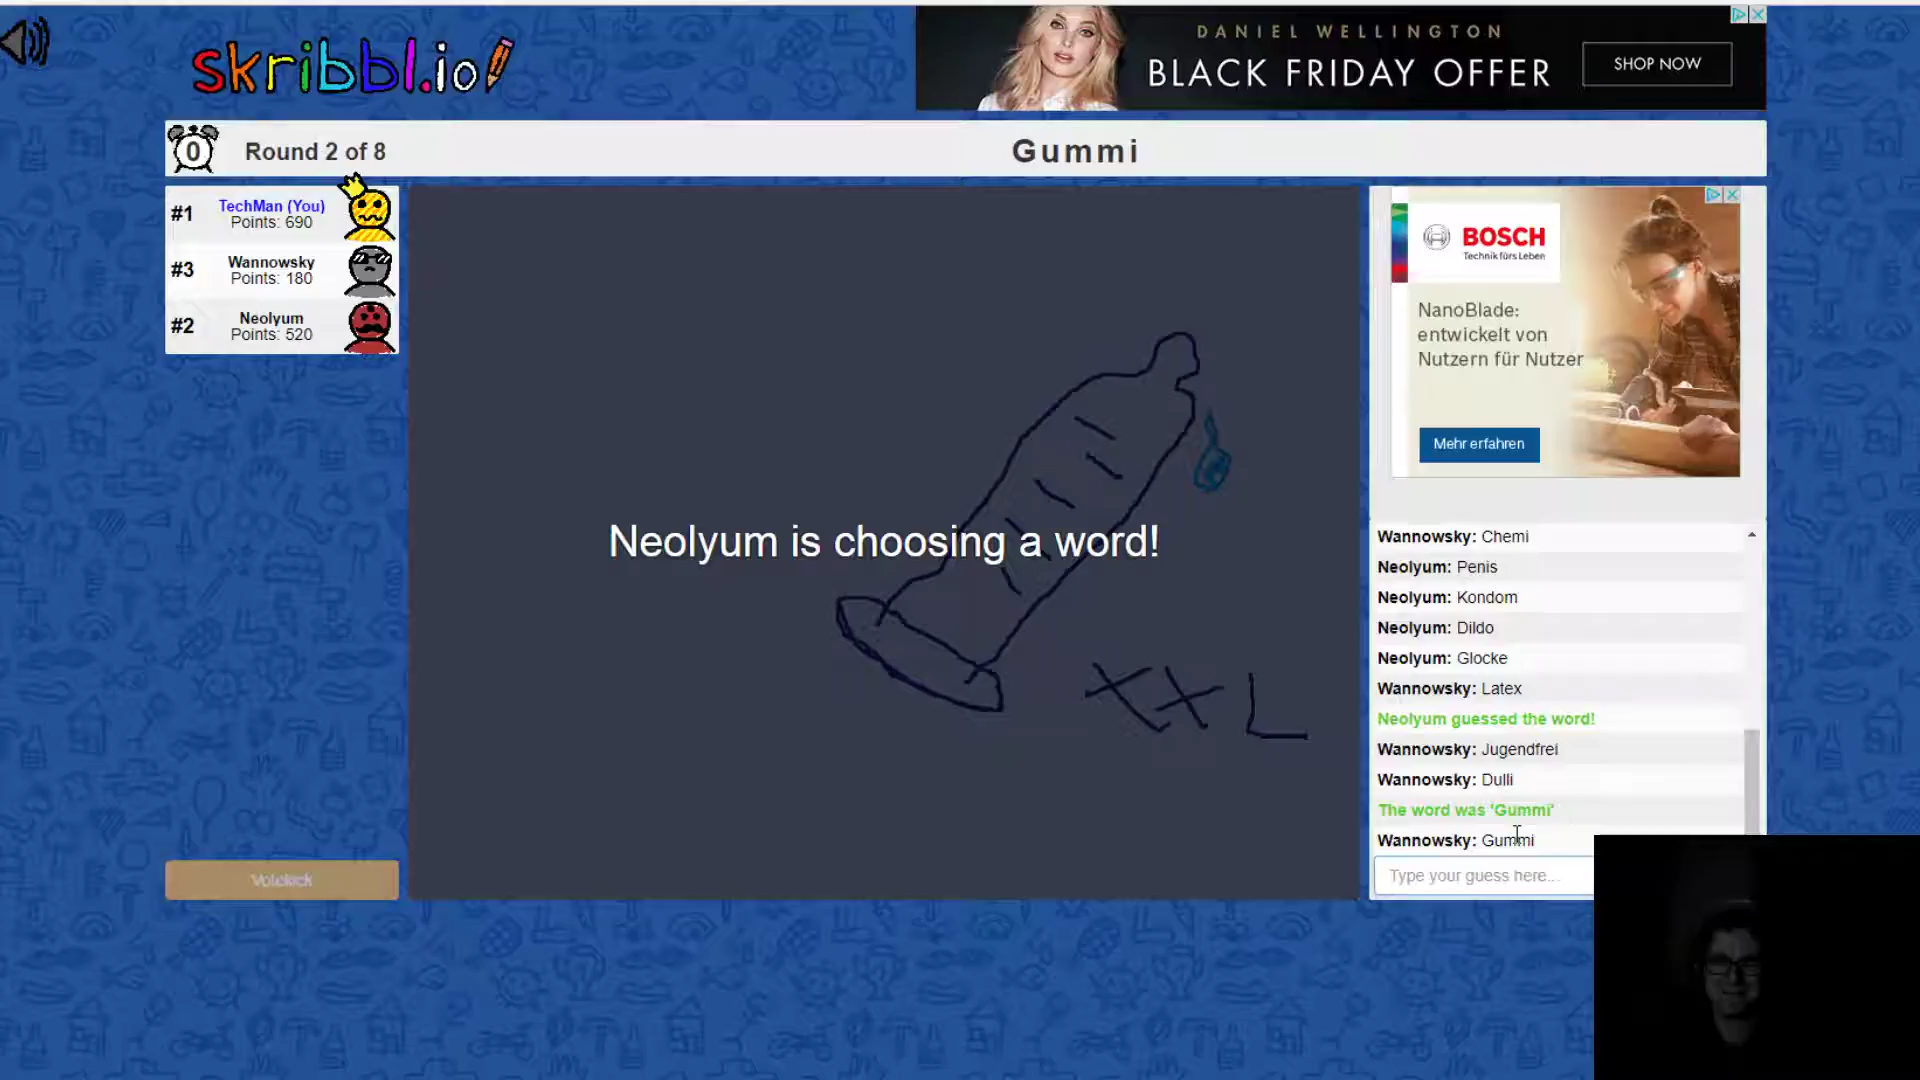 skribbl.io
DANIEL WELLINGTON
BLACK FRIDAY OFFER
SHOP NOW
0
Round 2 of 8
Gummi
#1
TechMan (You)
Points: 690
#3
Wannowsky
Points: 180
#2
Neolyum
Points: 520
Neolyum is choosing a word!
XXL
BOSCH
Technik fürs Leben
NanoBlade:
entwickelt von
Nutzern für Nutzer
Mehr erfahren
Wannowsky: Chemi
Neolyum: Penis
Neolyum: Kondom
Neolyum: Dildo
Neolyum: Glocke
Wannowsky: Latex
Neolyum guessed the word!
Wannowsky: Jugendfrei
Wannowsky: Dulli
The word was 'Gummi'
Wannowsky: Gummi
Type your guess here...
Votekick